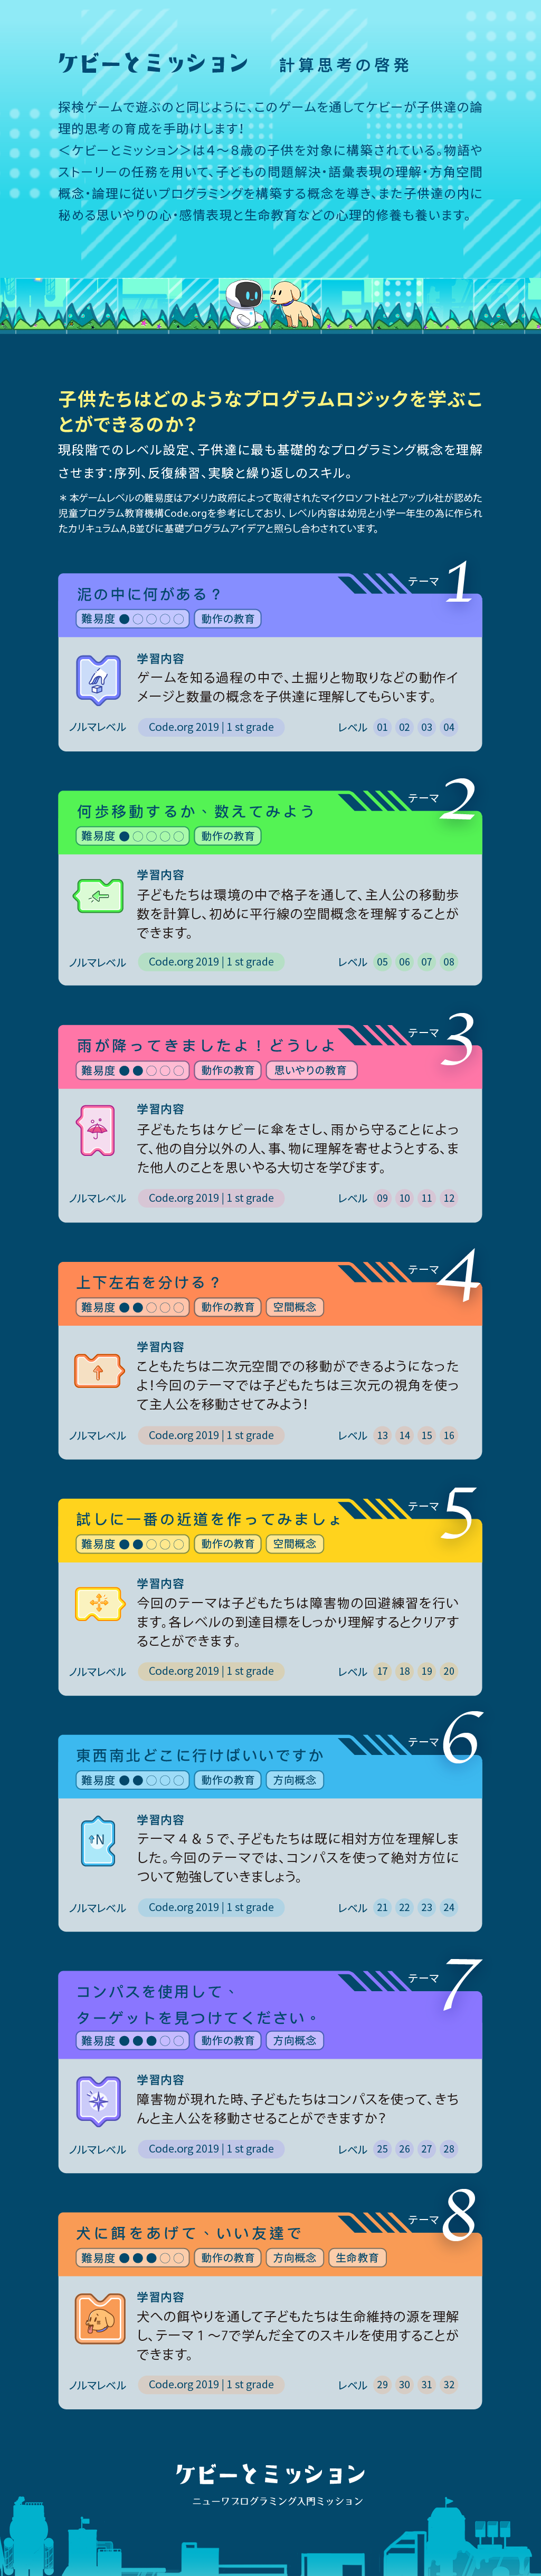 ケビーとミッション 計算思考の啓発
探検ゲームで遊ぶのと同じように、このゲームを通してケビーが子供達の論
理的思考の育成を手助けします!
＜ケビーとミッション＞は４〜８歳の子供を対象に構築されている。物語や
ストーリーの任務を用いて、子どもの問題解決・語彙表現の理解・方角空間
概念・論理に従いプログラミングを構築する概念を導き、また子供達の内に
秘める思いやりの心・感情表現と生命教育などの心理的修養も養います。
子供たちはどのようなプログラムロジックを学ぶこ
とができるのか?
現段階でのレベル設定、子供達に最も基礎的なプログラミング概念を理解
させます：序列、反復練習、実験と繰り返しのスキル。
＊本ゲームレベルの難易度はアメリカ政府によって取得されたマイクロソフト社とアップル社が認めた
児童プログラム教育機構Code.orgを参考にしており、レベル内容は幼児と小学一年生の為に作られ
たカリキュラムA,B並びに基礎プログラムアイデアと照らし合わされています。
テーマ 1
泥の中に何がある？
難易度 ●○○○○ 動作の教育
学習内容
ゲームを知る過程の中で、土掘りと物取りなどの動作イ
メージと数量の概念を子供達に理解してもらいます。
ノルマレベル Code.org 2019 | 1 st grade レベル 01 02 03 04
テーマ 2
何歩移動するか、数えてみよう
難易度 ●○○○○ 動作の教育
学習内容
子どもたちは環境の中で格子を通して、主人公の移動歩
数を計算し、初めに平行線の空間概念を理解することが
できます。
ノルマレベル Code.org 2019 | 1 st grade レベル 05 06 07 08
テーマ 3
雨が降ってきましたよ！どうしよ
難易度 ●●○○○ 動作の教育 思いやりの教育
学習内容
子どもたちはケビーに傘をさし、雨から守ることによっ
て、他の自分以外の人、事、物に理解を寄せようとする、ま
た他人のことを思いやる大切さを学びます。
ノルマレベル Code.org 2019 | 1 st grade レベル 09 10 11 12
テーマ 4
上下左右を分ける？
難易度 ●●○○○ 動作の教育 空間概念
学習内容
こどもたちは二次元空間での移動ができるようになった
よ!今回のテーマでは子どもたちは三次元の視角を使っ
て主人公を移動させてみよう!
ノルマレベル Code.org 2019 | 1 st grade レベル 13 14 15 16
テーマ 5
試しに一番の近道を作ってみましょ
難易度 ●●○○○ 動作の教育 空間概念
学習内容
今回のテーマは子どもたちは障害物の回避練習を行い
ます。各レベルの到達目標をしっかり理解するとクリアす
ることができます。
ノルマレベル Code.org 2019 | 1 st grade レベル 17 18 19 20
テーマ 6
東西南北どこに行けばいいですか
難易度 ●●○○○ 動作の教育 方向概念
学習内容
N
テーマ４＆５で、子どもたちは既に相対方位を理解しま
した。今回のテーマでは、コンパスを使って絶対方位に
ついて勉強していきましょう。
ノルマレベル Code.org 2019 | 1 st grade レベル 21 22 23 24
テーマ 7
コンパスを使用して、
ターゲットを見つけてください。
難易度 ●●●○○ 動作の教育 方向概念
学習内容
障害物が現れた時、子どもたちはコンパスを使って、きち
んと主人公を移動させることができますか?
ノルマレベル Code.org 2019 | 1 st grade レベル 25 26 27 28
テーマ 8
犬に餌をあげて、いい友達で
難易度 ●●●○○ 動作の教育 方向概念 生命教育
学習内容
犬への餌やりを通して子どもたちは生命維持の源を理解
し、テーマ１〜7で学んだ全てのスキルを使用することが
できます。
ノルマレベル Code.org 2019 | 1 st grade レベル 29 30 31 32
ケビーとミッション
ニューワプログラミング入門ミッション